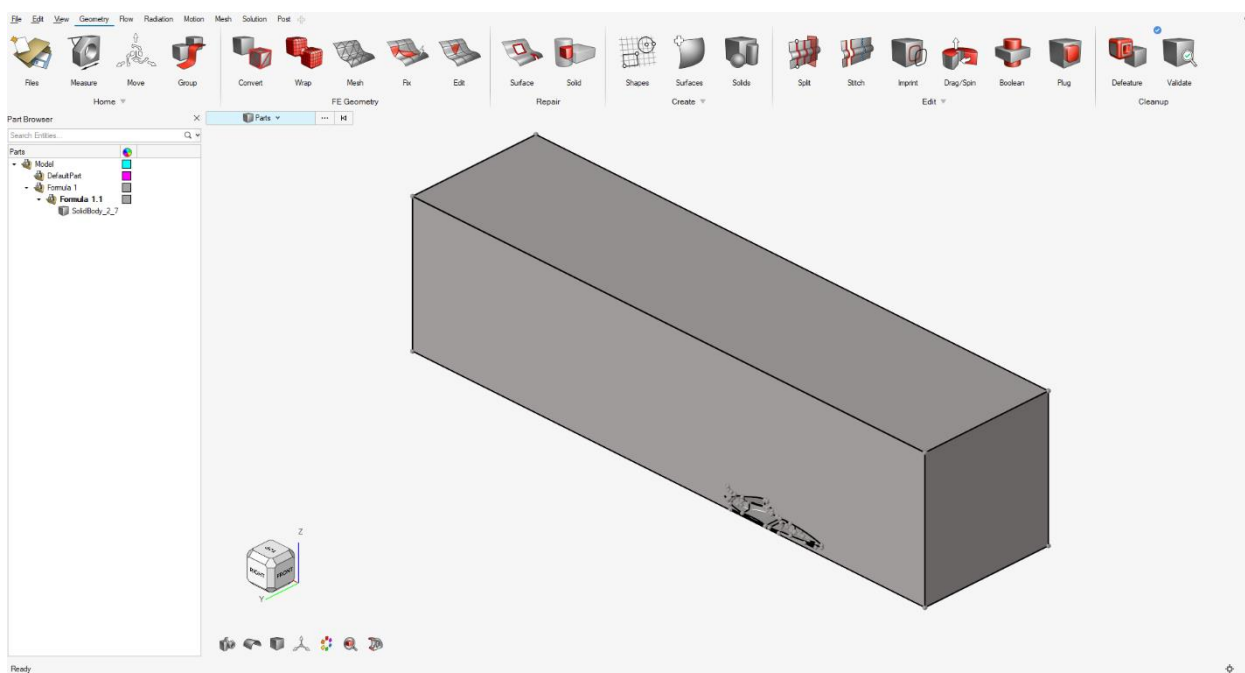 File Edit View Geometry Flow Radiation Motion Mesh Solution Post
Files Measure Move Group Convert Wrap Mesh Fix Edit Surface Solid Shapes Surfaces Solids Split Stitch Imprint Drag/Spin Boolean Plug Defeature Validate
Home FE Geometry Repair Create Edit Cleanup
Part Browser
Parts
Search Entities...
Parts
Model
DefaultPart
Formula 1
Formula 1.1
SolidBody_2_7
Z
RIGHT FRONT
Y
Ready